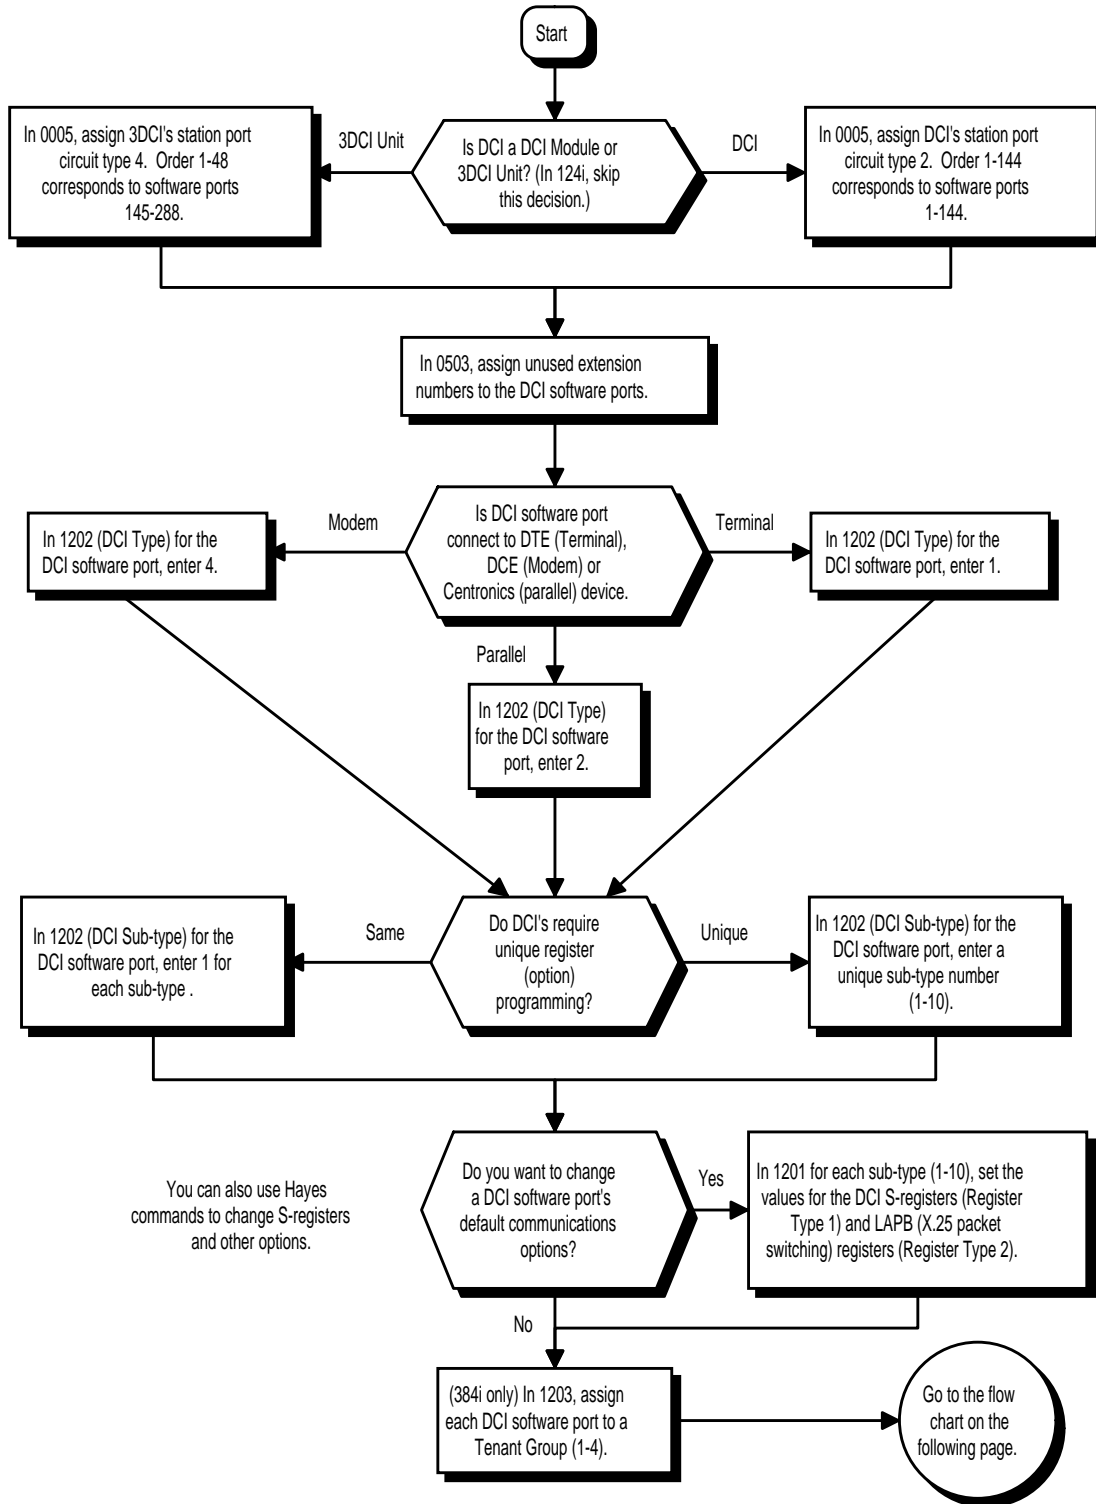 Start
In 0005, assign 3DCI's station port
circuit type 4.  Order 1-48
corresponds to software ports
145-288.
3DCI Unit
Is DCI a DCI Module or
3DCI Unit? (In 124i, skip
this decision.)
DCI
In 0005, assign DCI's station port
circuit type 2.  Order 1-144
corresponds to software ports
1-144.
In 0503, assign unused extension
numbers to the DCI software ports.
In 1202 (DCI Type) for the
DCI software port, enter 4.
Modem
Is DCI software port
connect to DTE (Terminal),
DCE (Modem) or
Centronics (parallel) device.
Terminal
In 1202 (DCI Type) for the
DCI software port, enter 1.
Parallel
In 1202 (DCI Type)
for the DCI software
port, enter 2.
In 1202 (DCI Sub-type) for the
DCI software port, enter 1 for
each sub-type .
Same
Do DCI's require
unique register
(option)
programming?
Unique
In 1202 (DCI Sub-type) for the
DCI software port, enter a
unique sub-type number
(1-10).
You can also use Hayes
commands to change S-registers
and other options.
Do you want to change
a DCI software port's
default communications
options?
Yes
In 1201 for each sub-type (1-10), set the
values for the DCI S-registers (Register
Type 1) and LAPB (X.25 packet
switching) registers (Register Type 2).
No
(384i only) In 1203, assign
each DCI software port to a
Tenant Group (1-4).
Go to the flow
chart on the
following page.